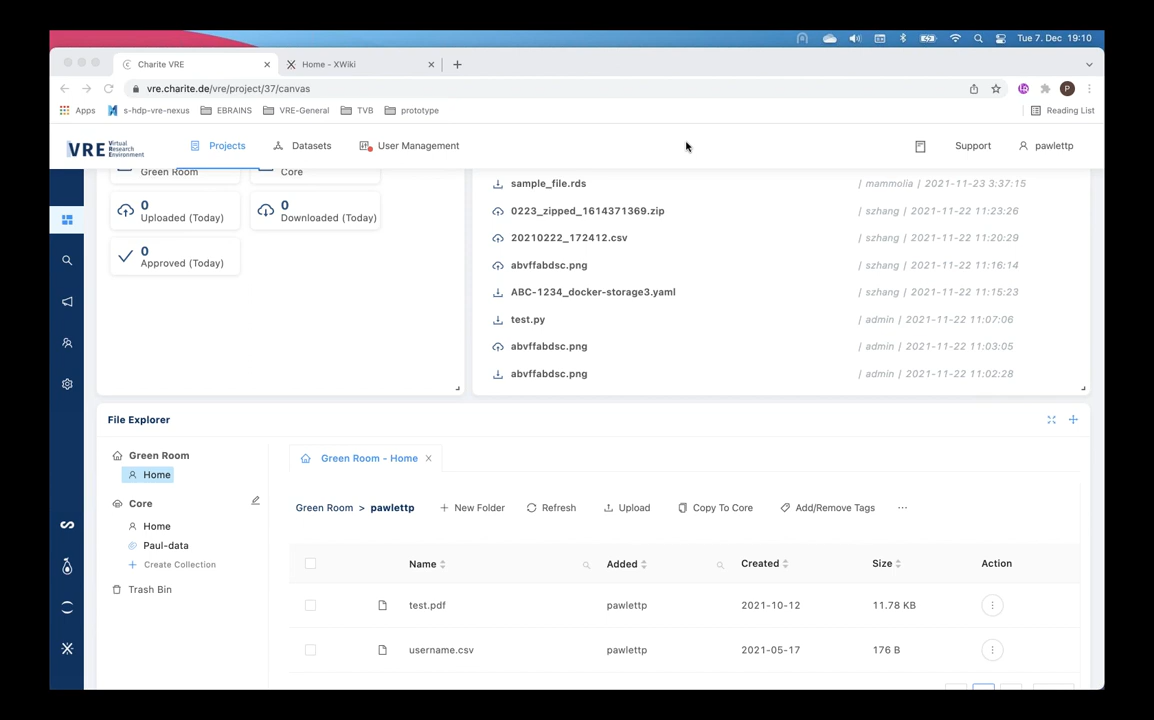 Tue 7. Dec 19:10
Charite VRE
Home - XWiki
vre.charite.de/vre/project/37/canvas
P
Apps
s-hdp-vre-nexus
EBRAINS
VRE-General
TVB
prototype
Reading List
VRE Virtual Research Environment
Projects
Datasets
User Management
Support
pawlettp
Green Room
Core
0
Uploaded (Today)
0
Downloaded (Today)
0
Approved (Today)
sample_file.rds / mammolia / 2021-11-23 3:37:15
0223_zipped_1614371369.zip / szhang / 2021-11-22 11:23:26
20210222_172412.csv / szhang / 2021-11-22 11:20:29
abvffabdsc.png / szhang / 2021-11-22 11:16:14
ABC-1234_docker-storage3.yaml / szhang / 2021-11-22 11:15:23
test.py / admin / 2021-11-22 11:07:06
abvffabdsc.png / admin / 2021-11-22 11:03:05
abvffabdsc.png / admin / 2021-11-22 11:02:28
File Explorer
Green Room
Home
Core
Home
Paul-data
Create Collection
Trash Bin
Green Room - Home
Green Room > pawlettp
New Folder
Refresh
Upload
Copy To Core
Add/Remove Tags
Name Added Created Size Action
test.pdf pawlettp 2021-10-12 11.78 KB
username.csv pawlettp 2021-05-17 176 B